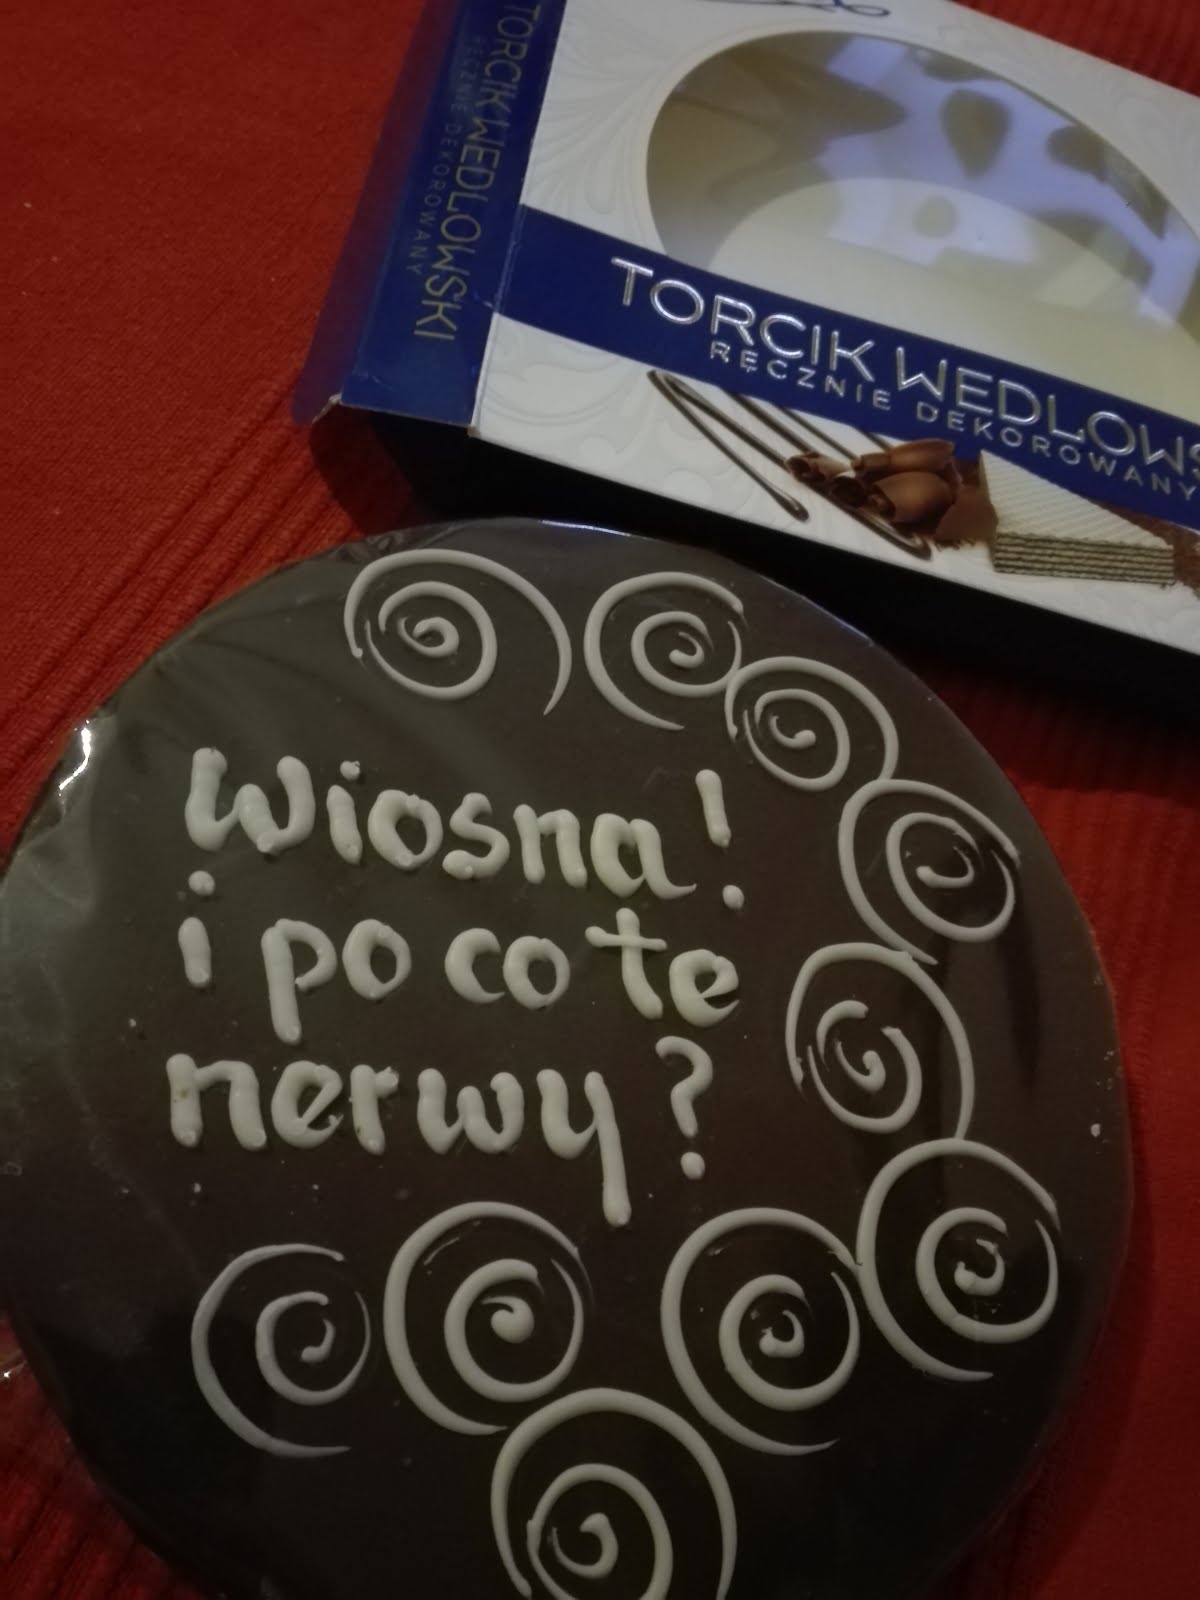 TORCIK WEDLOWSKI
RĘCZNIE DEKOROWANY
TORCIK WEDLOWS
RĘCZNIE DEKOROWANY
Wiosna!
i po co te
nerwy?